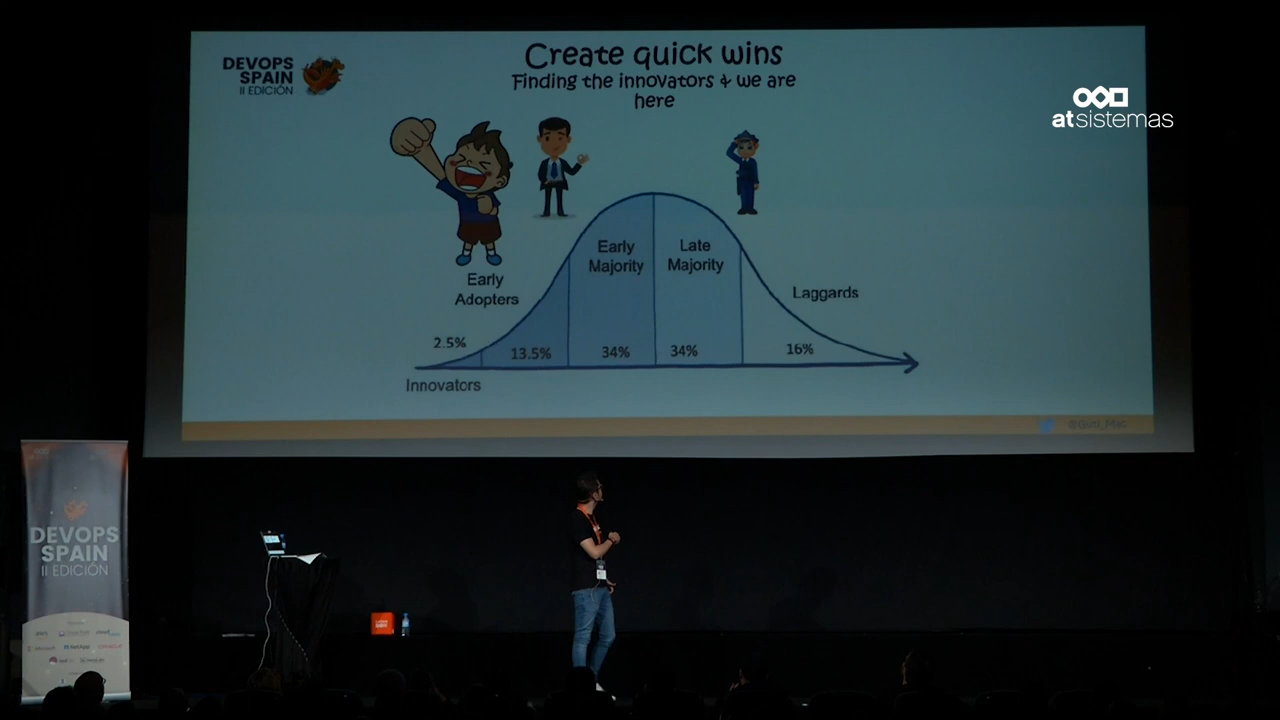 Create quick wins
Finding the innovators & we are
here
DEVOPS
SPAIN
II EDICIÓN
atsistemas
Early
Majority
Late
Majority
Early
Adopters
Laggards
2.5%
13.5%
34%
34%
16%
Innovators
DEVOPS
SPAIN
II EDICIÓN